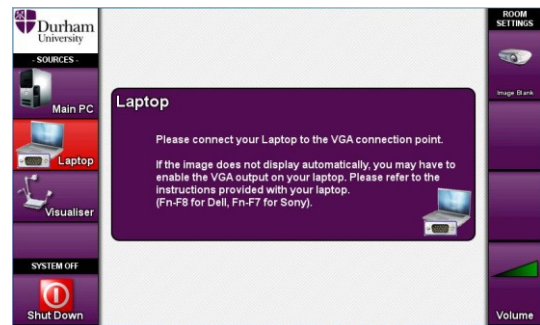 Durham
University
- SOURCES -
Main PC
Laptop
Visualiser
SYSTEM OFF
Shut Down
Laptop
Please connect your Laptop to the VGA connection point.
If the image does not display automatically, you may have to
enable the VGA output on your laptop. Please refer to the
instructions provided with your laptop.
(Fn-F8 for Dell, Fn-F7 for Sony).
ROOM
SETTINGS
Image Blank
Volume